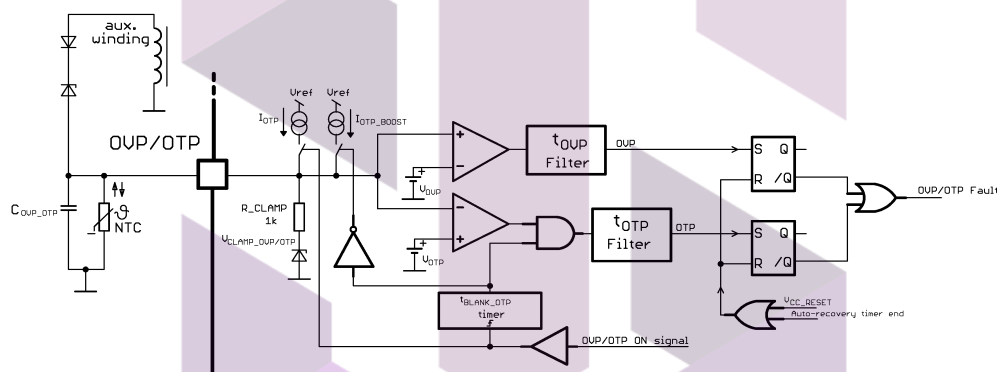 aux.
winding
OVP/OTP
Vref
Vref
IOTP
IOTP_BOOST
+
−
VOVP
+
tOVP
Filter
OVP
S Q
R /Q
OVP/OTP Fault
COVP_OTP
ϑ
NTC
R_CLAMP
1k
VCLAMP_OVP/OTP
−
+
VOTP
+
tOTP
Filter
OTP
S Q
R /Q
tBLANK_OTP
timer
VCC_RESET
Auto-recovery timer end
OVP/OTP ON signal